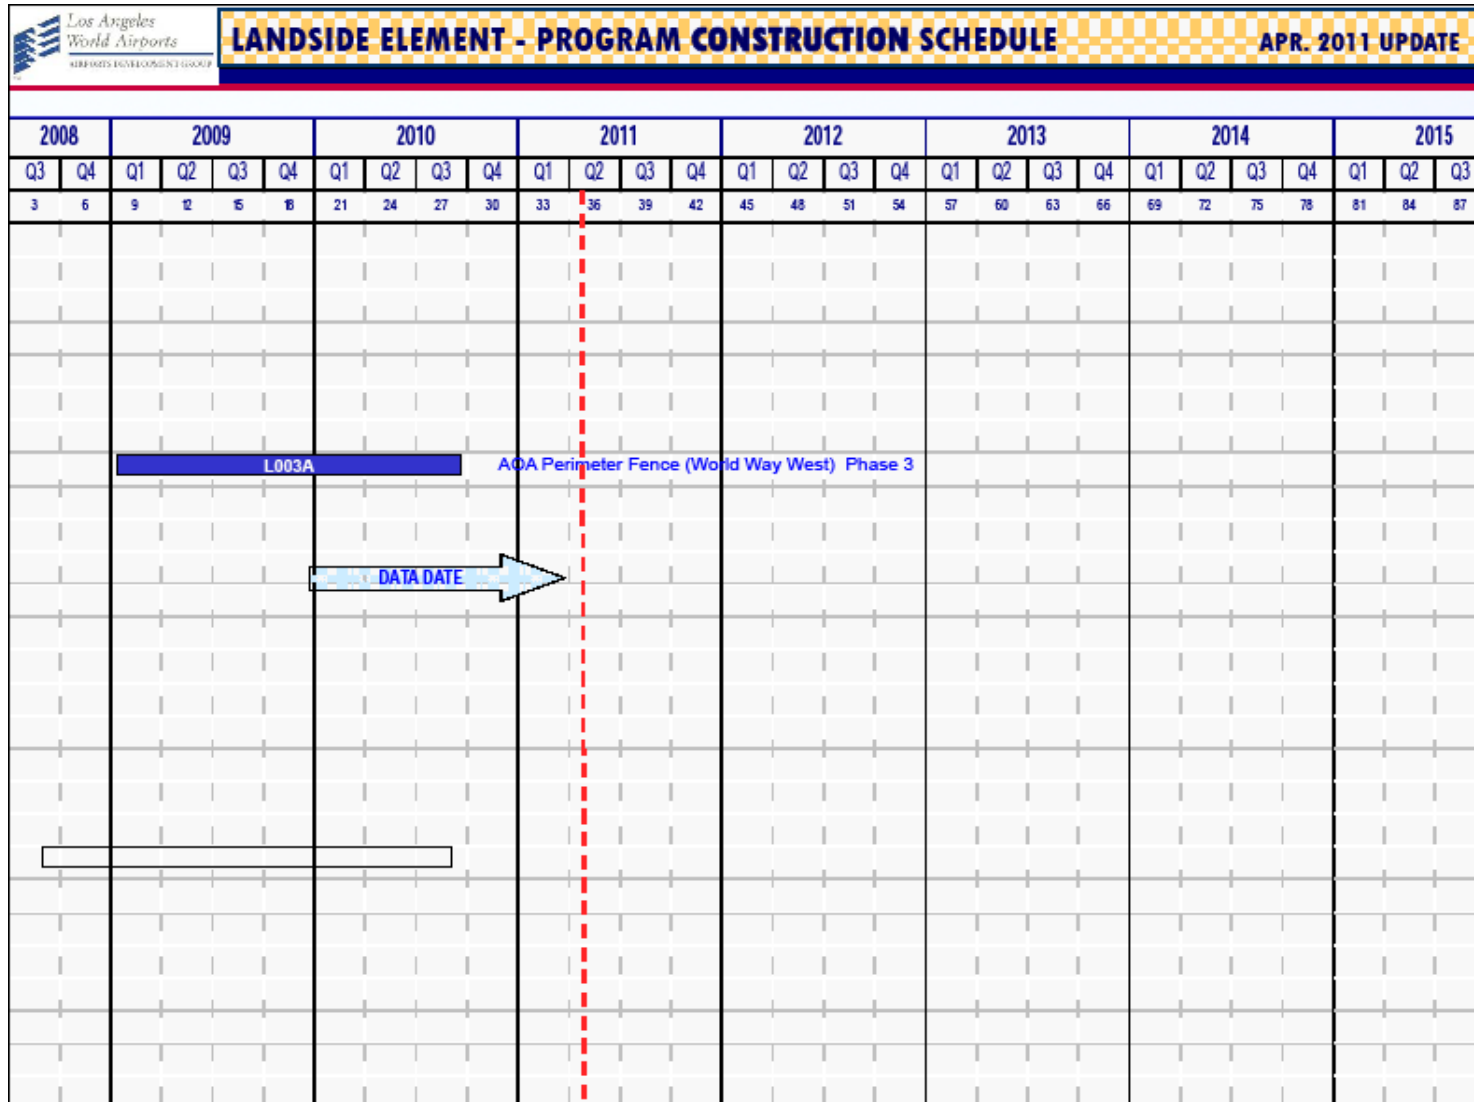 Los Angeles
World Airports
AIRPORTS DEVELOPMENT GROUP
LANDSIDE ELEMENT - PROGRAM CONSTRUCTION SCHEDULE APR. 2011 UPDATE
2008 2009 2010 2011 2012 2013 2014 2015
Q3 Q4 Q1 Q2 Q3 Q4 Q1 Q2 Q3 Q4 Q1 Q2 Q3 Q4 Q1 Q2 Q3 Q4 Q1 Q2 Q3 Q4 Q1 Q2 Q3 Q4 Q1 Q2 Q3
3 6 9 12 15 18 21 24 27 30 33 36 39 42 45 48 51 54 57 60 63 66 69 72 75 78 81 84 87
L003A AOA Perimeter Fence (World Way West) Phase 3
DATA DATE